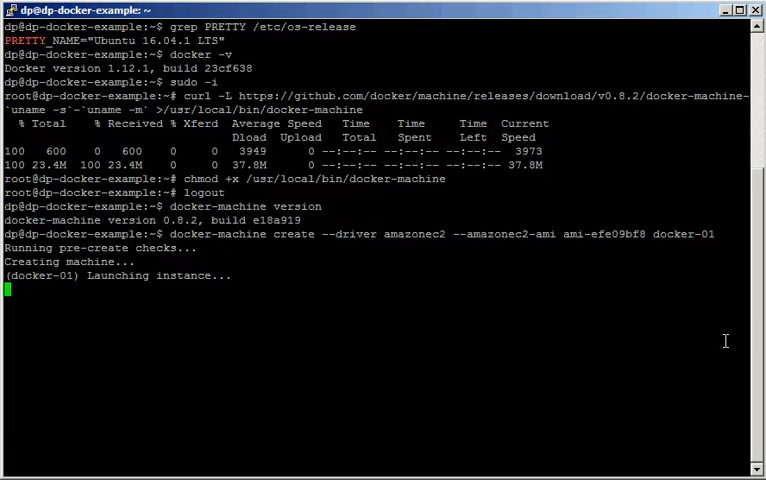 dp@dp-docker-example: ~
dp@dp-docker-example:~$ grep PRETTY /etc/os-release
PRETTY_NAME="Ubuntu 16.04.1 LTS"
dp@dp-docker-example:~$ docker -v
Docker version 1.12.1, build 23cf638
dp@dp-docker-example:~$ sudo -i
root@dp-docker-example:~# curl -L https://github.com/docker/machine/releases/download/v0.8.2/docker-machine-
`uname -s`-`uname -m` >/usr/local/bin/docker-machine
% Total % Received % Xferd Average Speed Time Time Time Current
Dload Upload Total Spent Left Speed
100 600 0 600 0 0 3949 0 --:--:-- --:--:-- --:--:-- 3973
100 23.4M 100 23.4M 0 0 37.8M 0 --:--:-- --:--:-- --:--:-- 37.8M
root@dp-docker-example:~# chmod +x /usr/local/bin/docker-machine
root@dp-docker-example:~# logout
dp@dp-docker-example:~$ docker-machine version
docker-machine version 0.8.2, build e18a919
dp@dp-docker-example:~$ docker-machine create --driver amazonec2 --amazonec2-ami ami-efe09bf8 docker-01
Running pre-create checks...
Creating machine...
(docker-01) Launching instance...